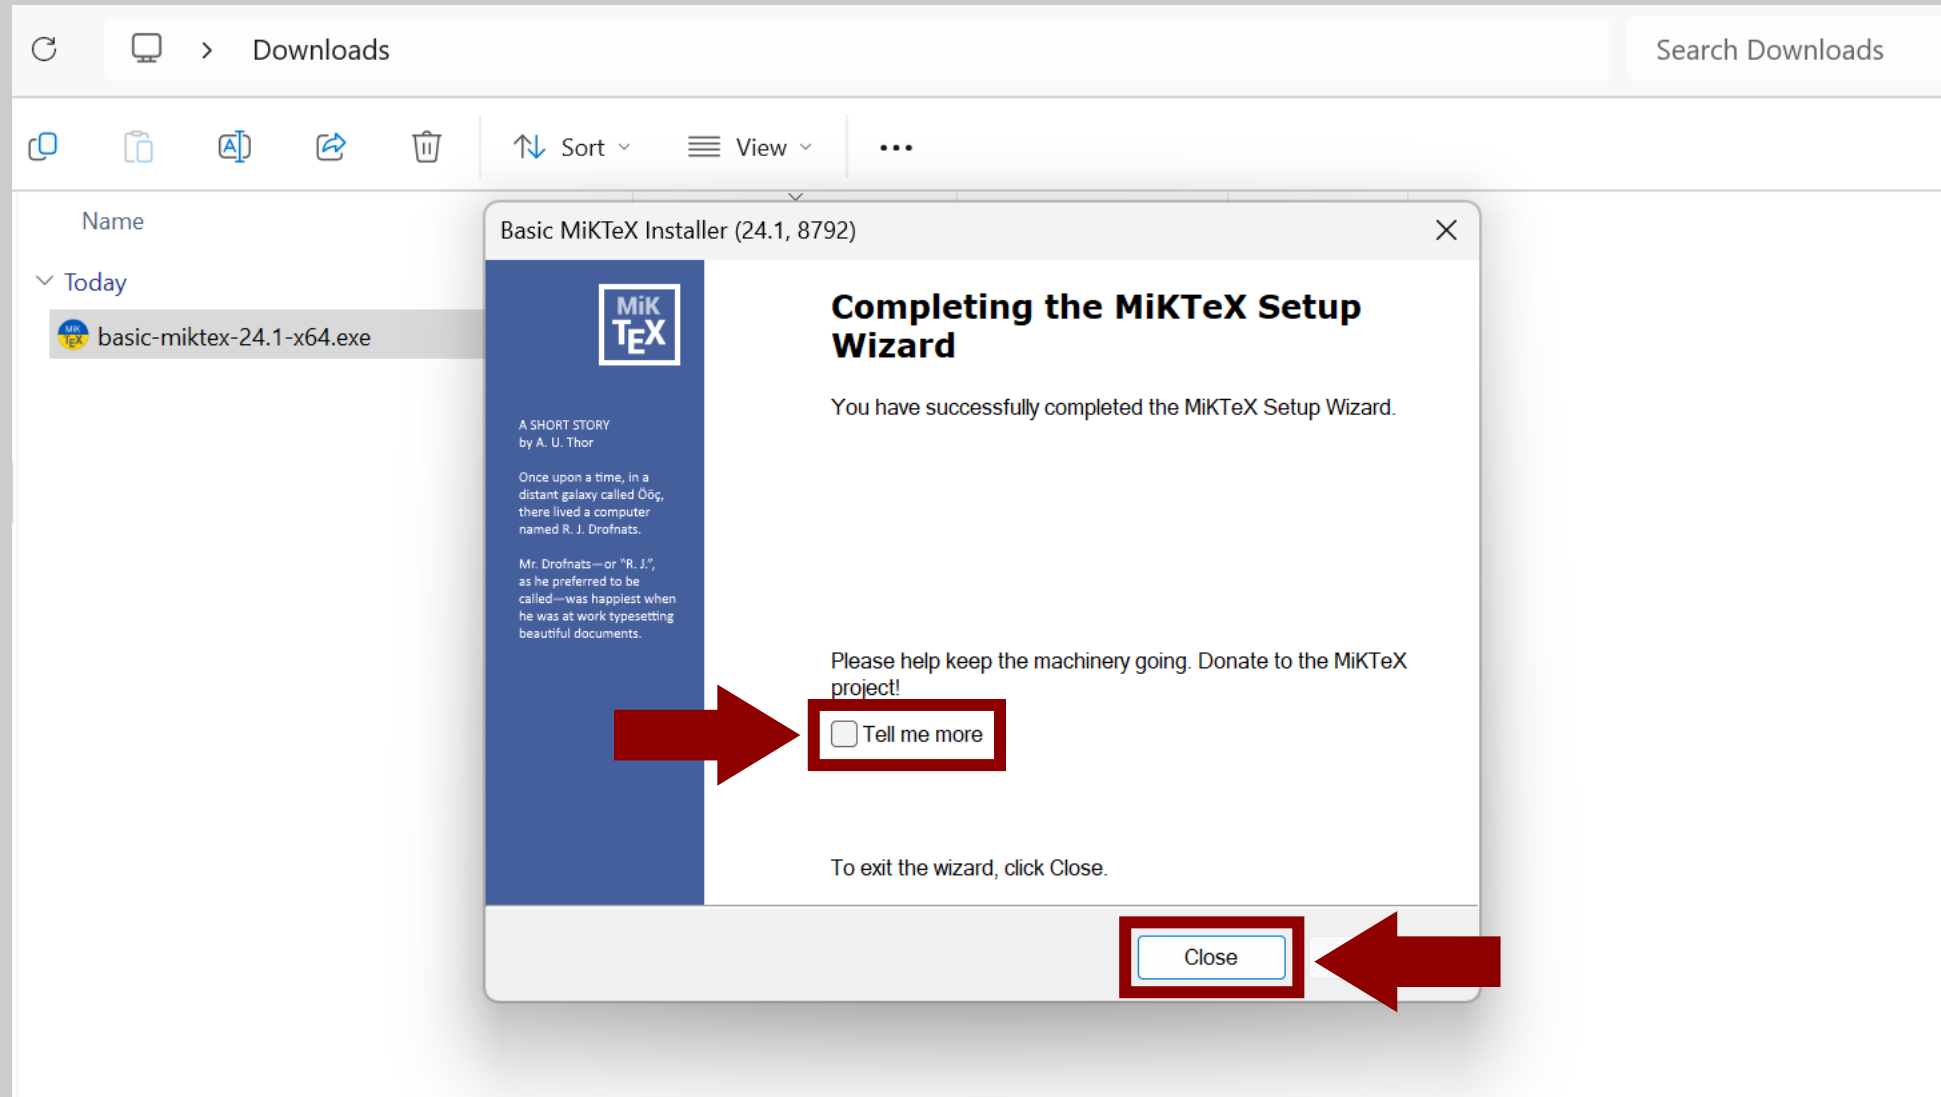 Downloads
Search Downloads
Sort
View
Name
Today
basic-miktex-24.1-x64.exe
Basic MiKTeX Installer (24.1, 8792)
MiK
TEX
A SHORT STORY
by A. U. Thor
Once upon a time, in a
distant galaxy called Ööç,
there lived a computer
named R. J. Drofnats.
Mr. Drofnats—or “R. J.”,
as he preferred to be
called—was happiest when
he was at work typesetting
beautiful documents.
Completing the MiKTeX Setup
Wizard
You have successfully completed the MiKTeX Setup Wizard.
Please help keep the machinery going. Donate to the MiKTeX
project!
Tell me more
To exit the wizard, click Close.
Close